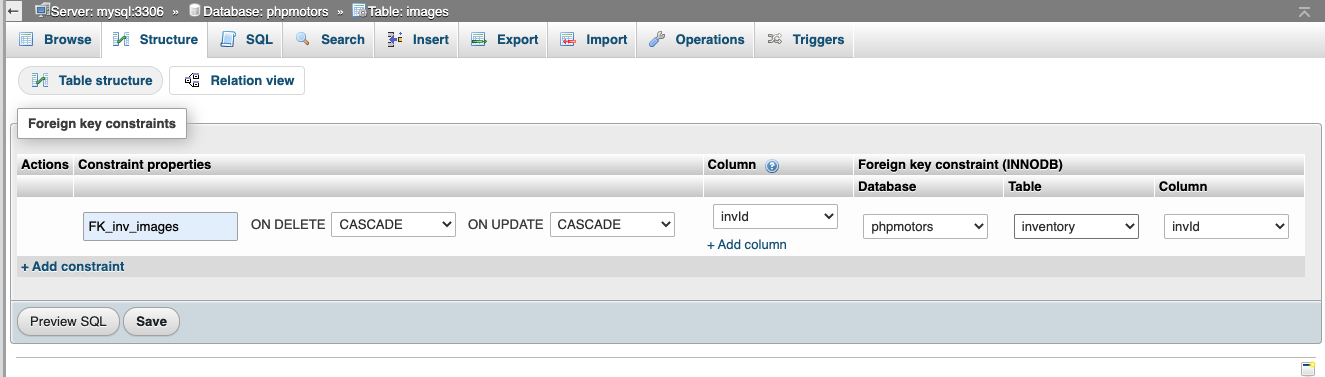 Server: mysql:3306 » Database: phpmotors » Table: images
Browse Structure SQL Search Insert Export Import Operations Triggers
Table structure Relation view
Foreign key constraints
Actions Constraint properties Column Foreign key constraint (INNODB)
Database Table Column
FK_inv_images ON DELETE CASCADE ON UPDATE CASCADE invId phpmotors inventory invId
+ Add column
+ Add constraint
Preview SQL Save